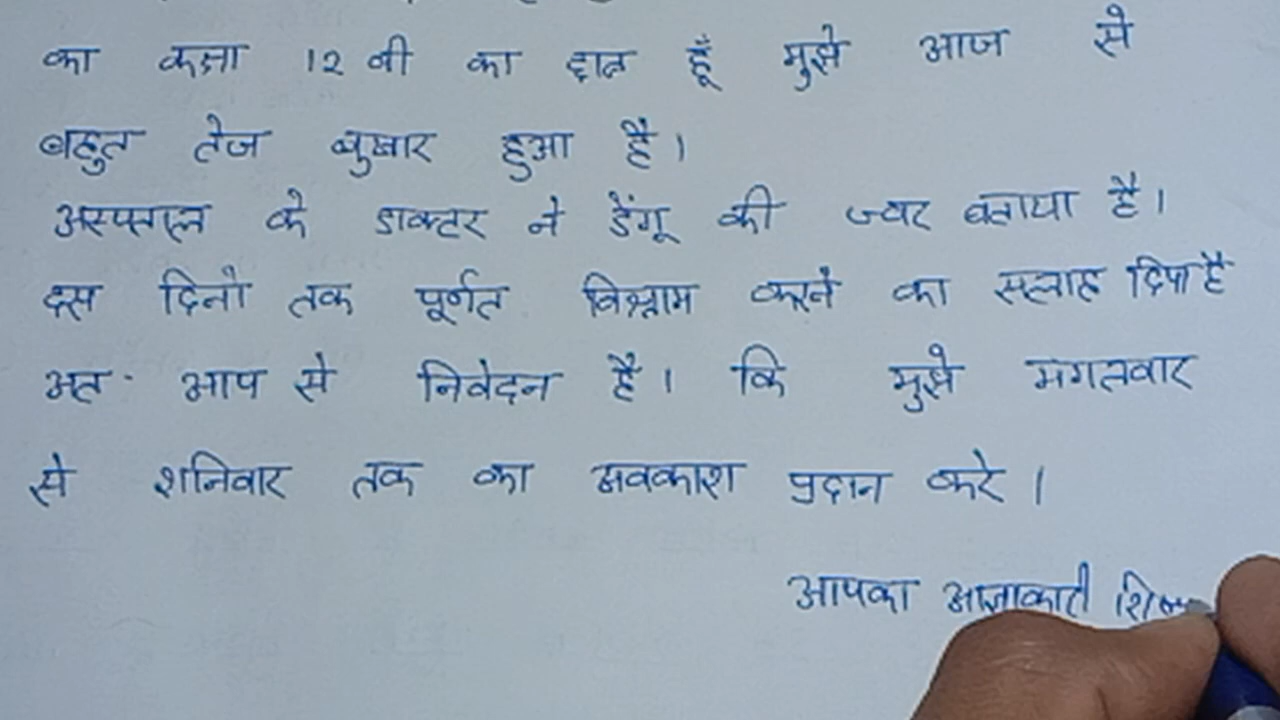 का कक्षा 12 वी का छात्र हूँ मुझे आज से
बहुत तेज बुखार हुआ है।
अस्पताल के डाक्टर ने डेंगू की ज्वर बताया है।
दस दिनो तक पूर्णत विश्राम करने का सलाह दिया है
अत. आप से निवेदन है। कि मुझे मगलवार
से शनिवार तक का अवकाश प्रदान करे।
आपका आज्ञाकारी